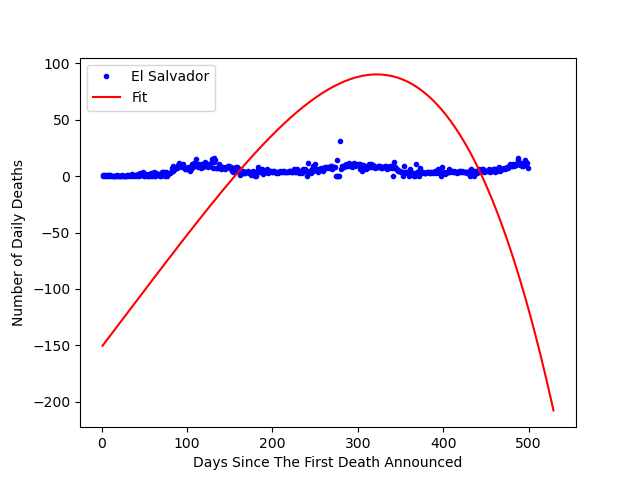 El Salvador
Fit
100
50
0
−50
−100
−150
−200
Number of Daily Deaths
0 100 200 300 400 500
Days Since The First Death Announced